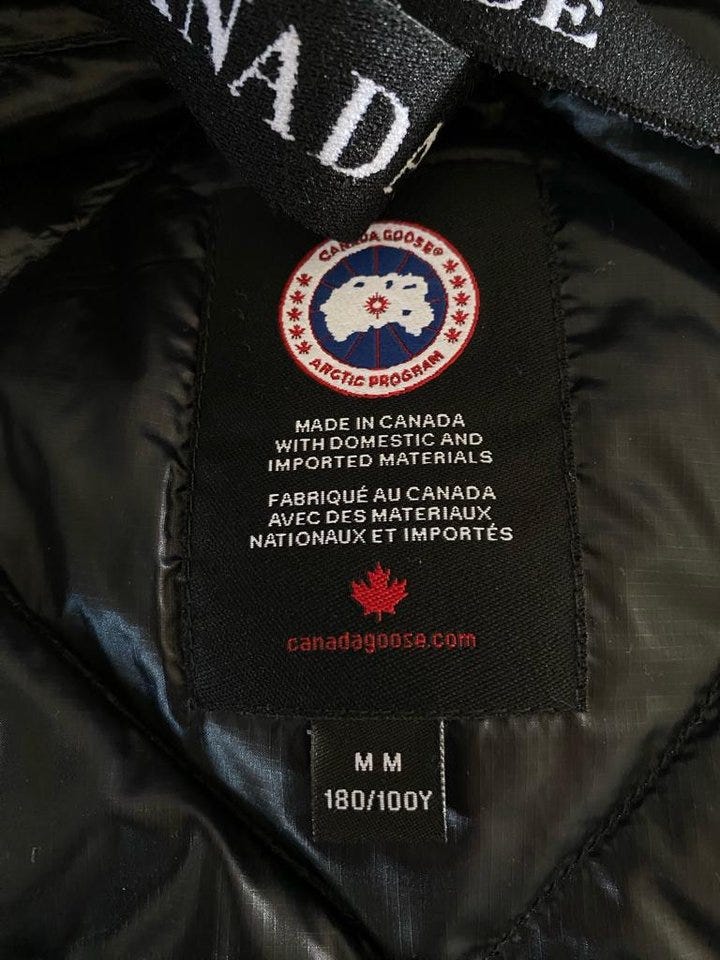 CANAD
CANADA GOOSE®
ARCTIC PROGRAM
MADE IN CANADA
WITH DOMESTIC AND
IMPORTED MATERIALS
FABRIQUÉ AU CANADA
AVEC DES MATERIAUX
NATIONAUX ET IMPORTÉS
canadagoose.com
M M
180/100Y